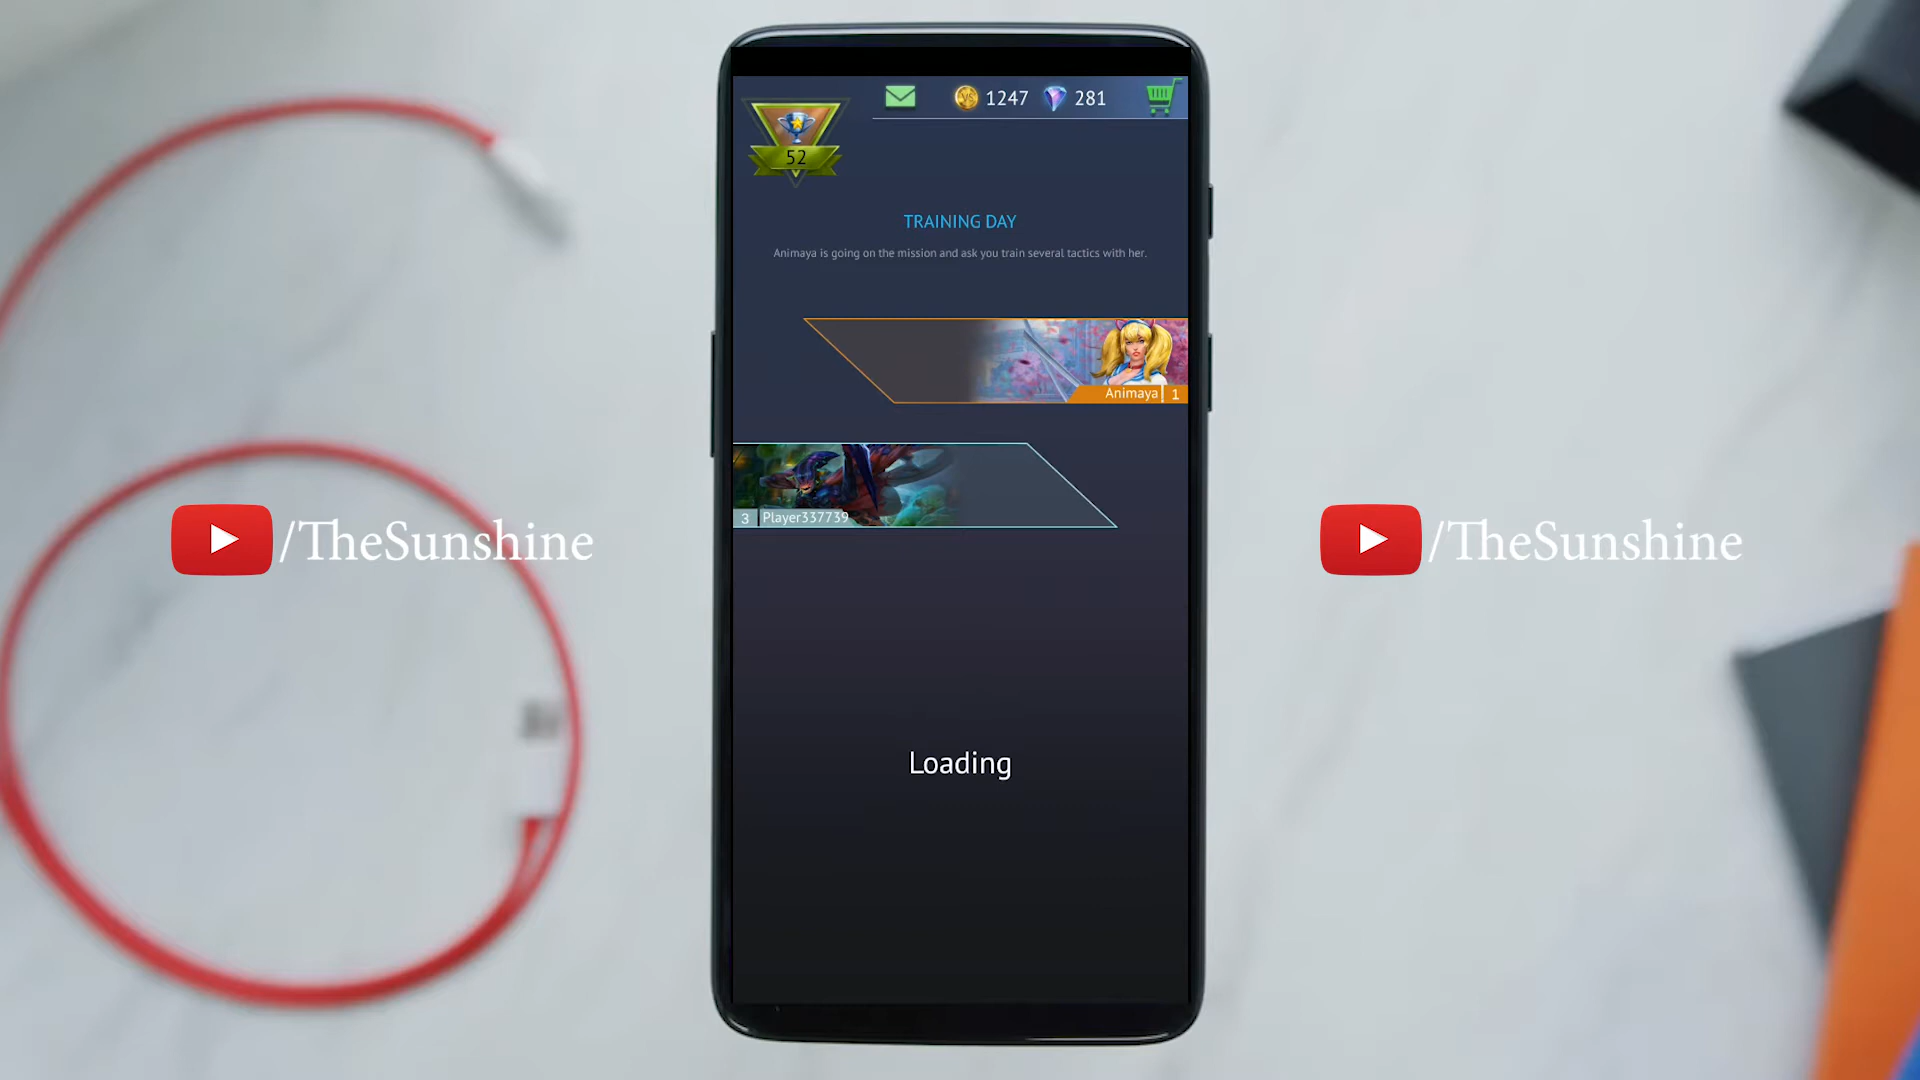 1247 281
52
TRAINING DAY
Animaya is going on the mission and ask you train several tactics with her.
Animaya 1
3 Player337739
/TheSunshine
/TheSunshine
Loading